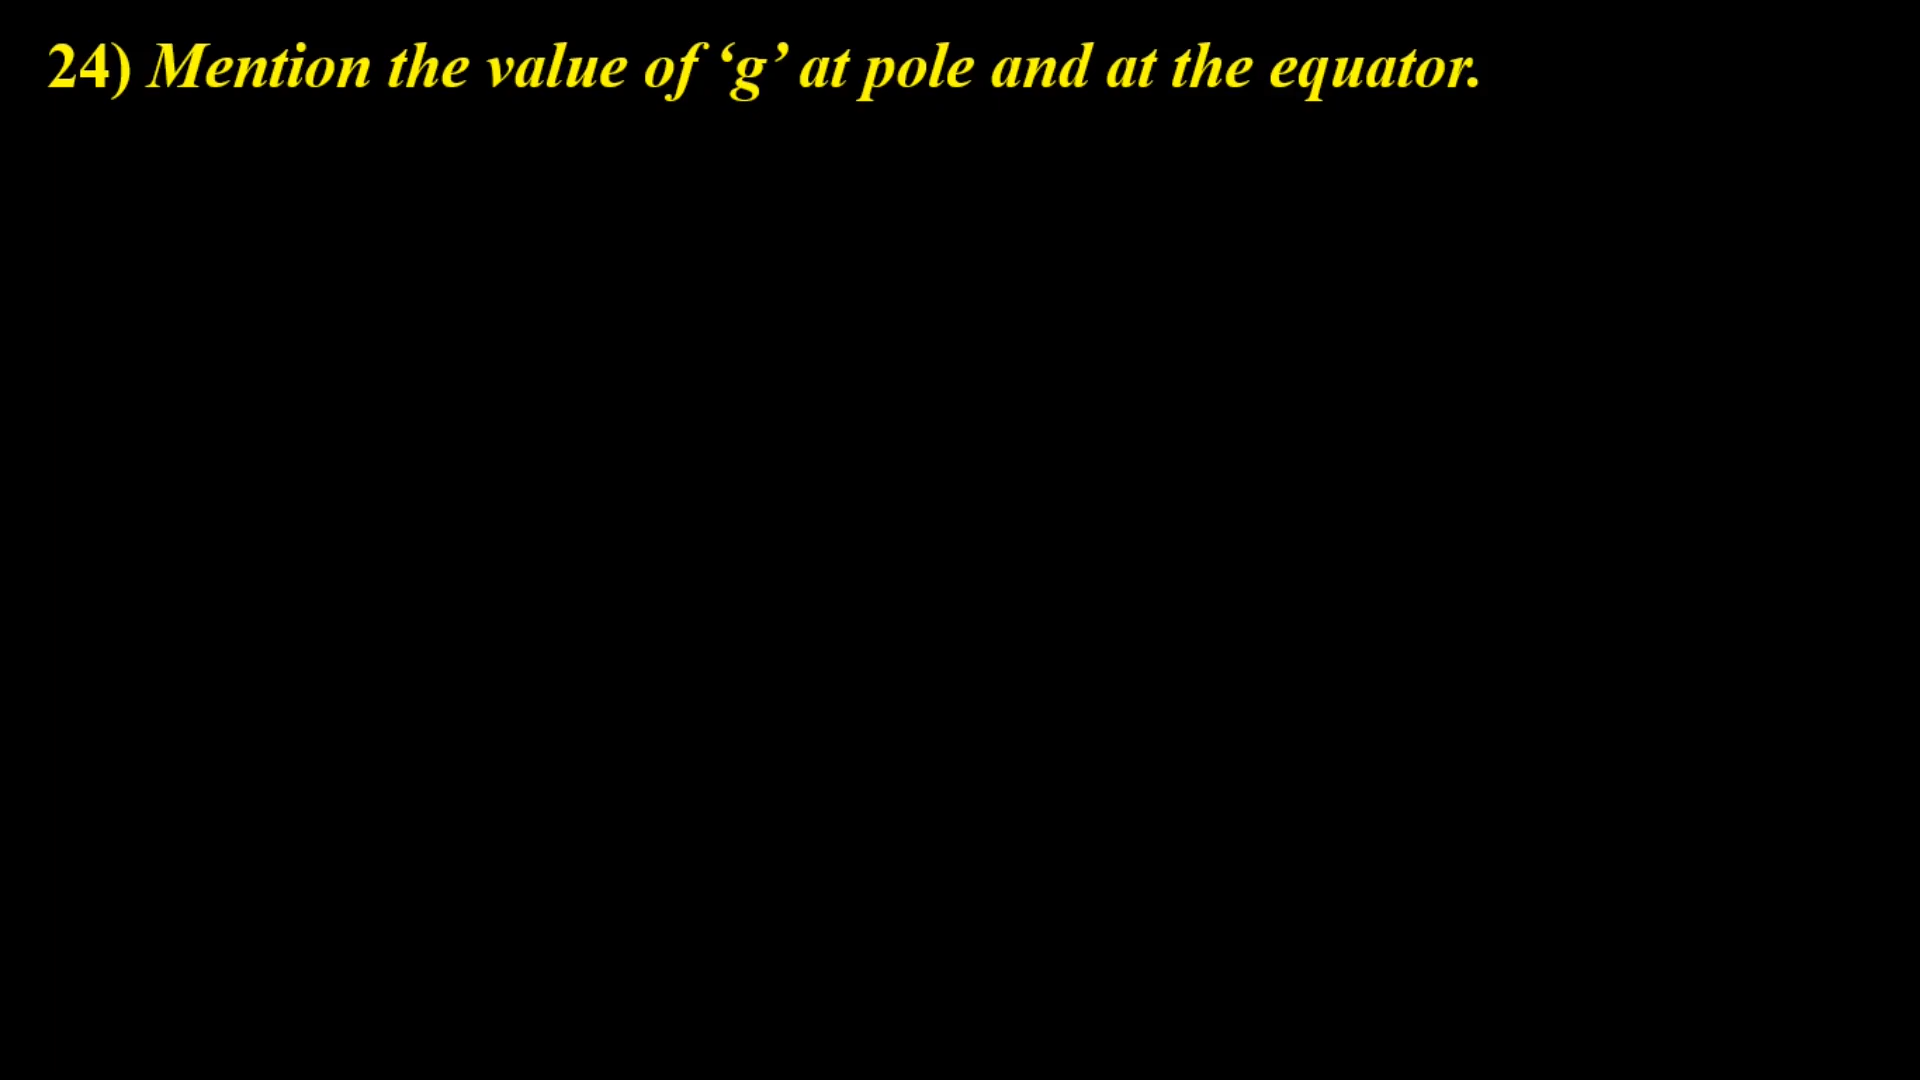 24) Mention the value of ‘g’ at pole and at the equator.